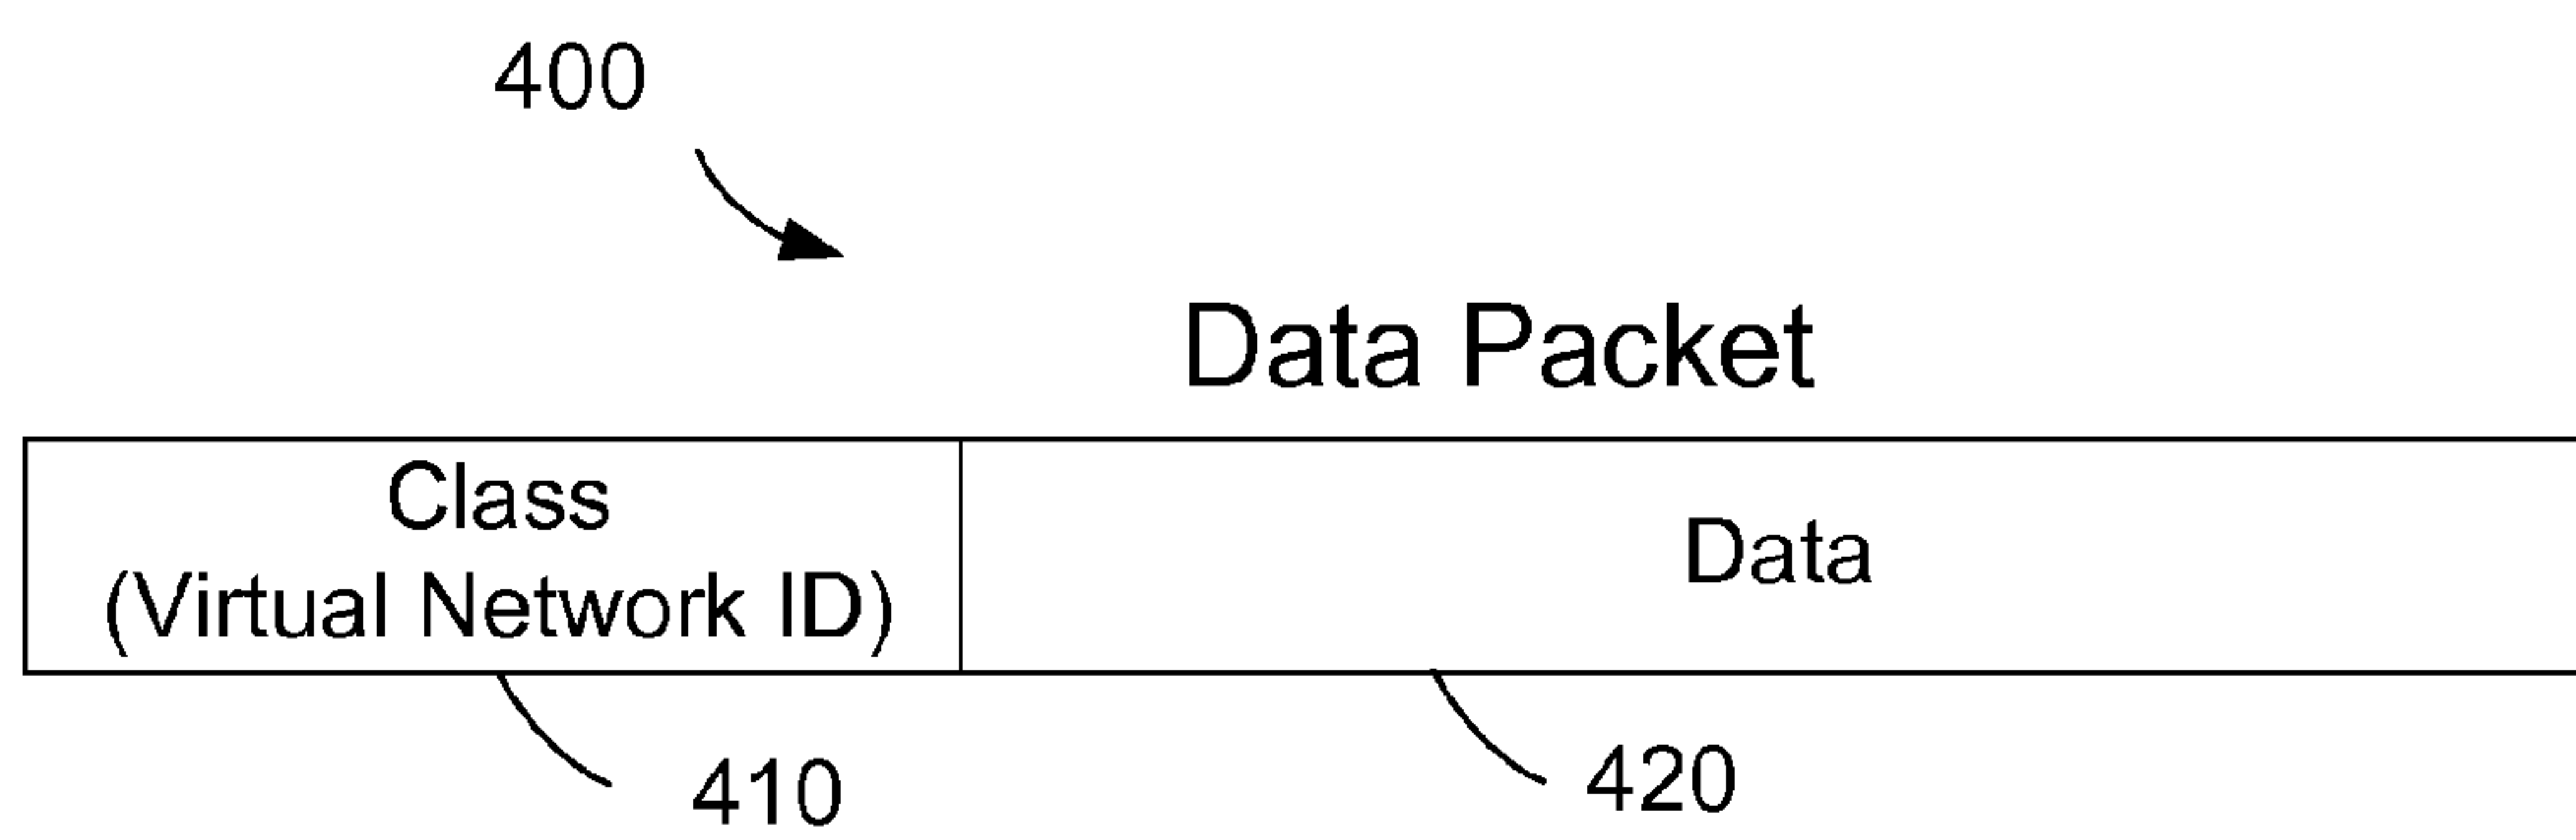 400
Data Packet
Class
(Virtual Network ID)
Data
410
420